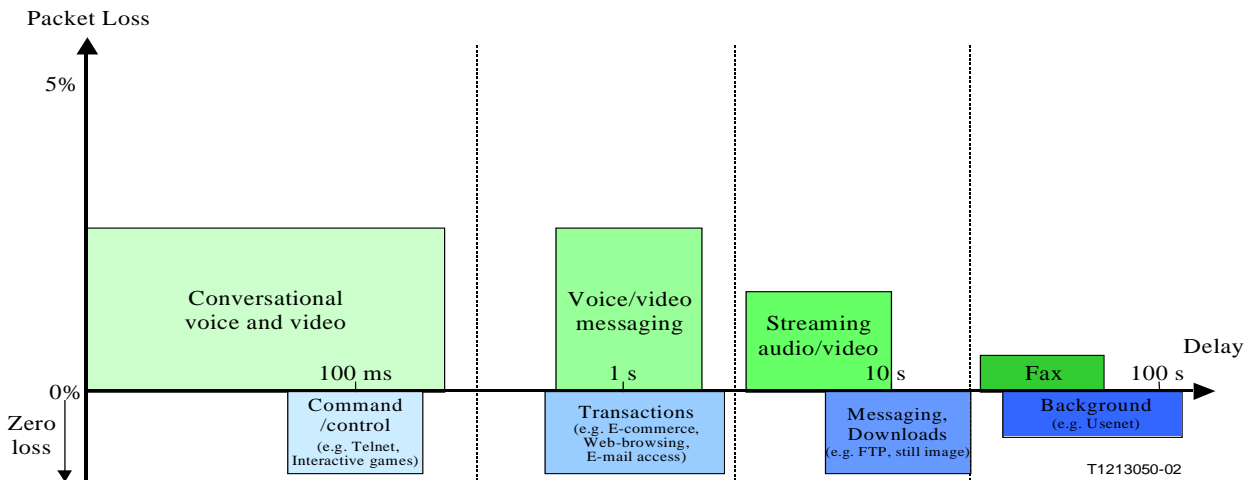 Packet Loss
5%
Conversational
voice and video
Voice/video
messaging
Streaming
audio/video
Delay
100 ms
1 s
10 s
Fax
100 s
0%
Zero
loss
Command
/control
(e.g. Telnet,
Interactive games)
Transactions
(e.g. E-commerce,
Web-browsing,
E-mail access)
Messaging,
Downloads
(e.g. FTP, still image)
Background
(e.g. Usenet)
T1213050-02